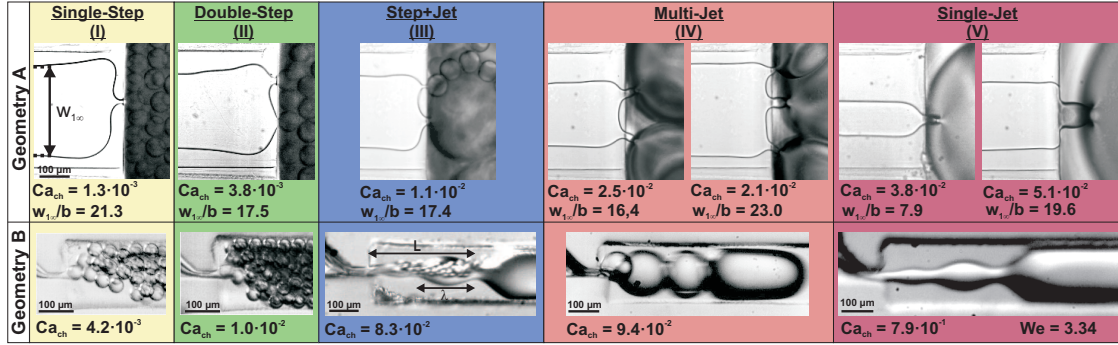 Single-Step
(I)
Double-Step
(II)
Step+Jet
(III)
Multi-Jet
(IV)
Single-Jet
(V)
Geometry A
w1∞
100 µm
Cach = 1.3·10-3
w1∞/b = 21.3
Cach = 3.8·10-3
w1∞/b = 17.5
Cach = 1.1·10-2
w1∞/b = 17.4
Cach = 2.5·10-2
w1∞/b = 16,4
Cach = 2.1·10-2
w1∞/b = 23.0
Cach = 3.8·10-2
w1∞/b = 7.9
Cach = 5.1·10-2
w1∞/b = 19.6
Geometry B
100 µm
Cach = 4.2·10-3
100 µm
Cach = 1.0·10-2
L
λ
100 µm
Cach = 8.3·10-2
100 µm
Cach = 9.4·10-2
100 µm
Cach = 7.9·10-1
We = 3.34